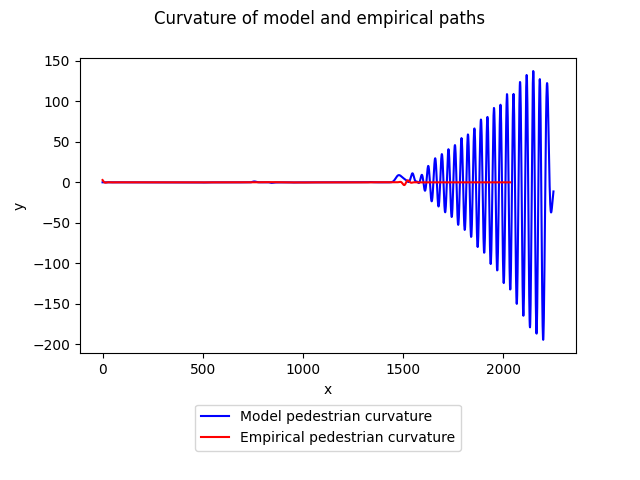 Curvature of model and empirical paths
150
100
50
0
−50
−100
−150
−200
y
0
500
1000
1500
2000
x
Model pedestrian curvature
Empirical pedestrian curvature